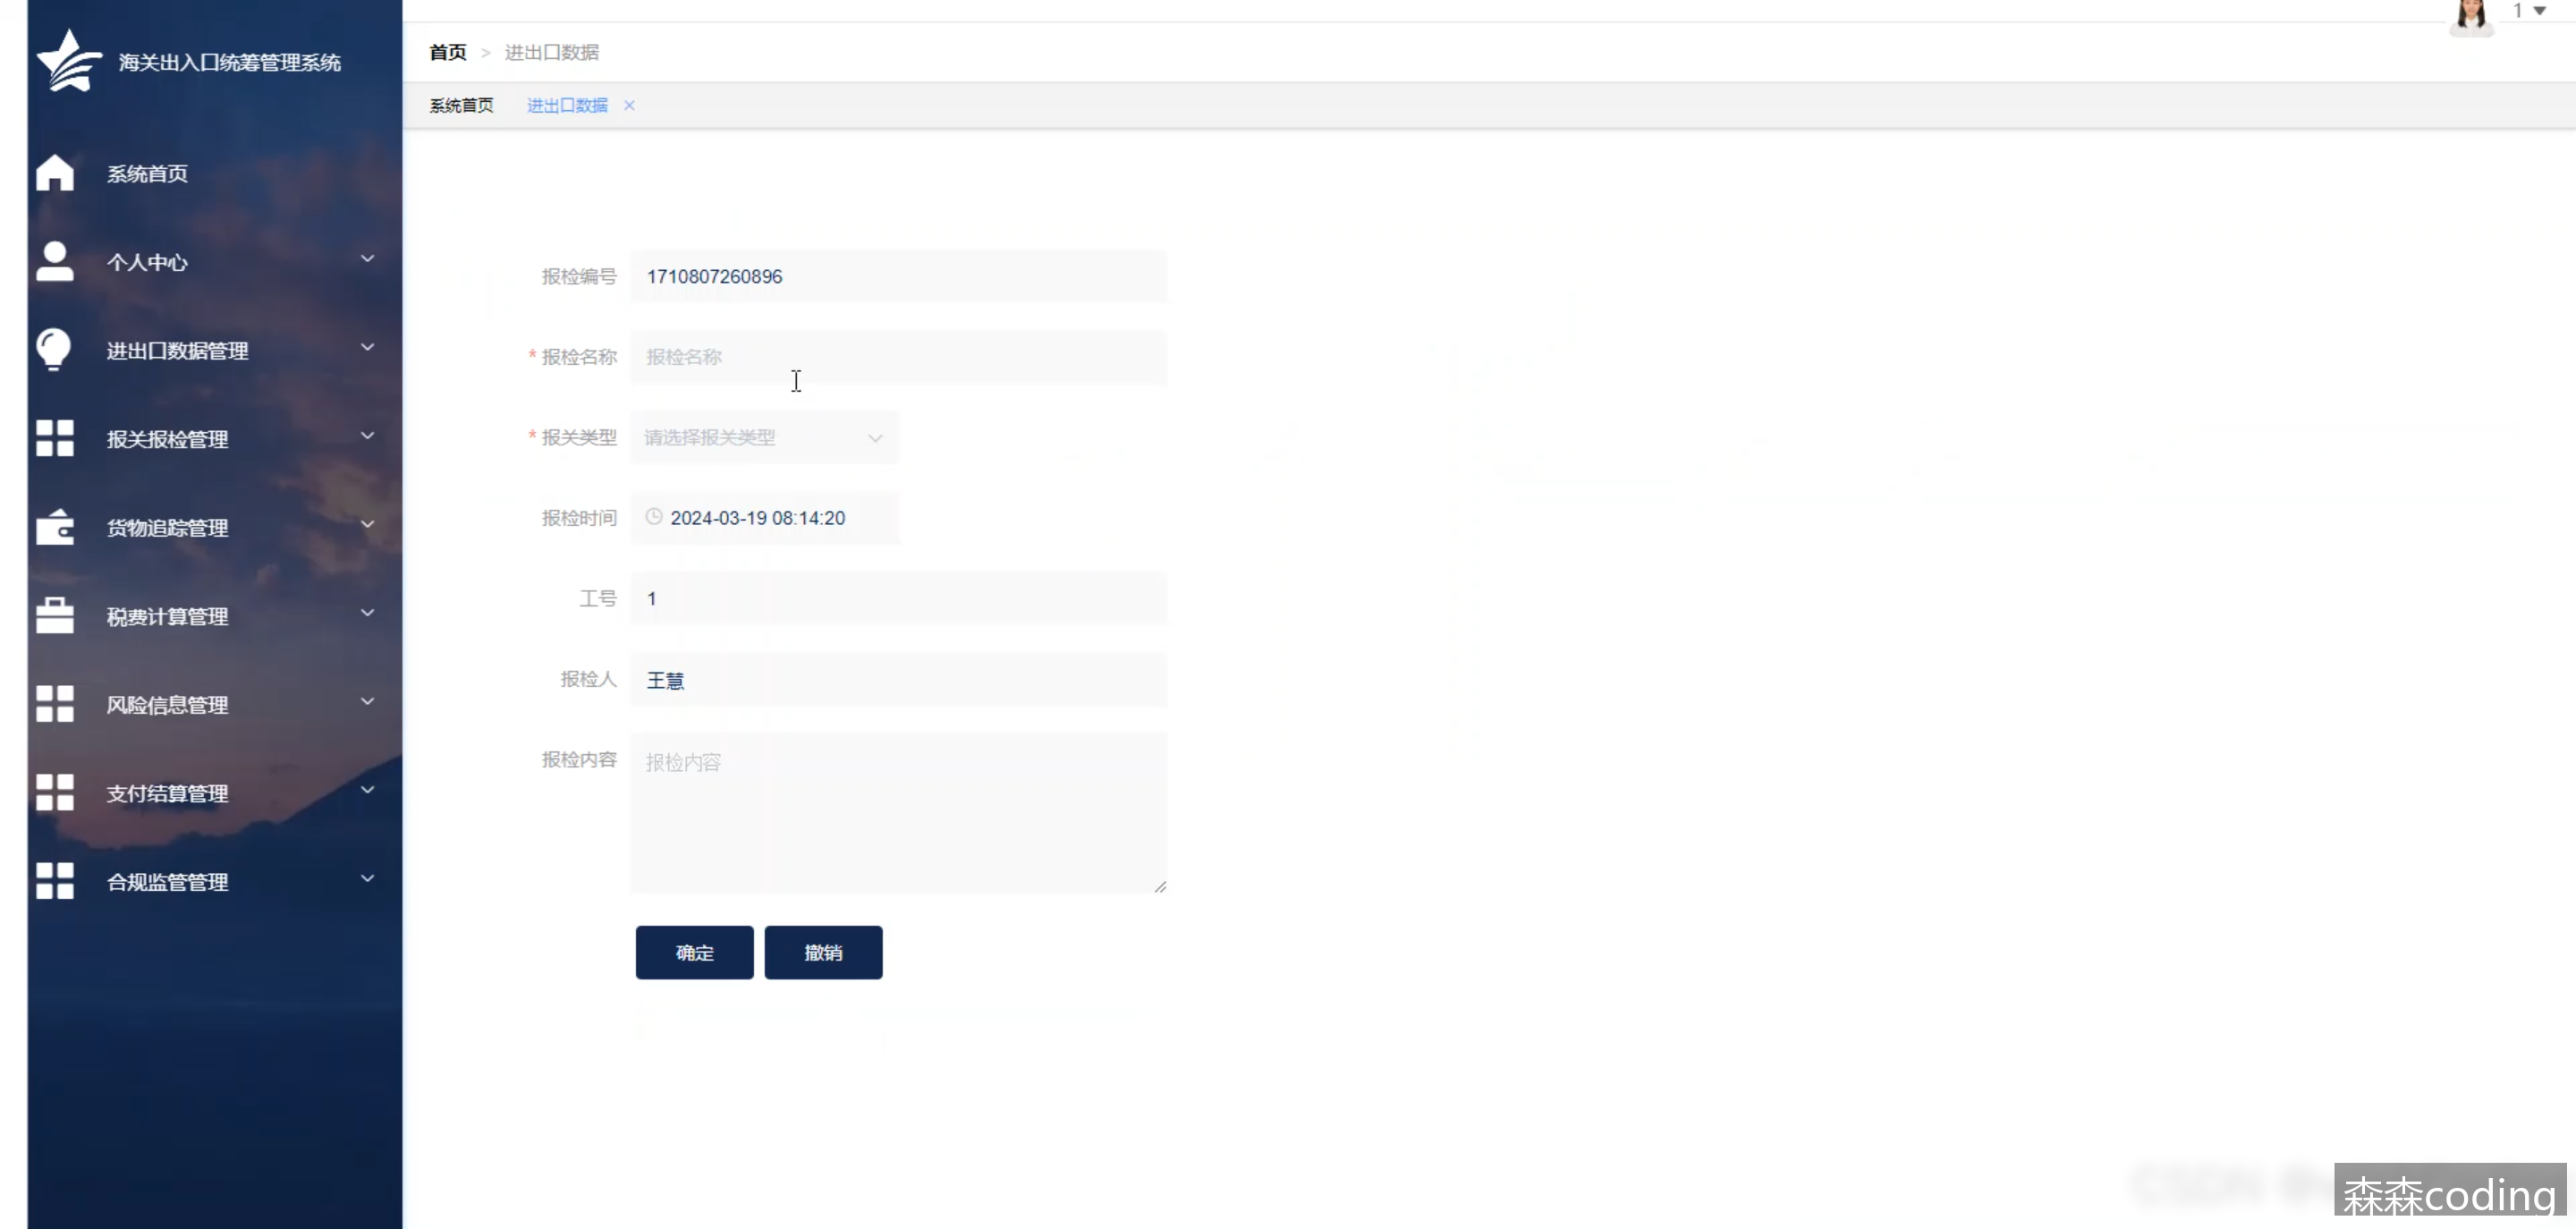 海关出入口统筹管理系统
系统首页
个人中心
进出口数据管理
报关报检管理
货物追踪管理
税费计算管理
风险信息管理
支付结算管理
合规监管管理
1
首页 > 进出口数据
系统首页 进出口数据 ×
报检编号 1710807260896
* 报检名称 报检名称
* 报关类型 请选择报关类型
报检时间 2024-03-19 08:14:20
工号 1
报检人 王慧
报检内容 报检内容
确定 撤销
森森coding